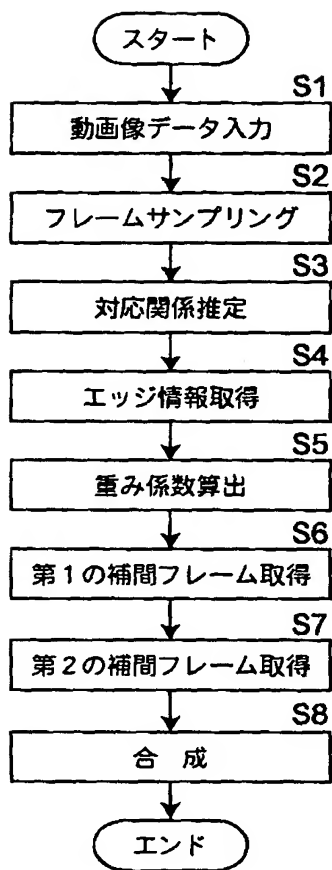 スタート
S1
動画像データ入力
S2
フレームサンプリング
S3
対応関係推定
S4
エッジ情報取得
S5
重み係数算出
S6
第1の補間フレーム取得
S7
第2の補間フレーム取得
S8
合 成
エンド